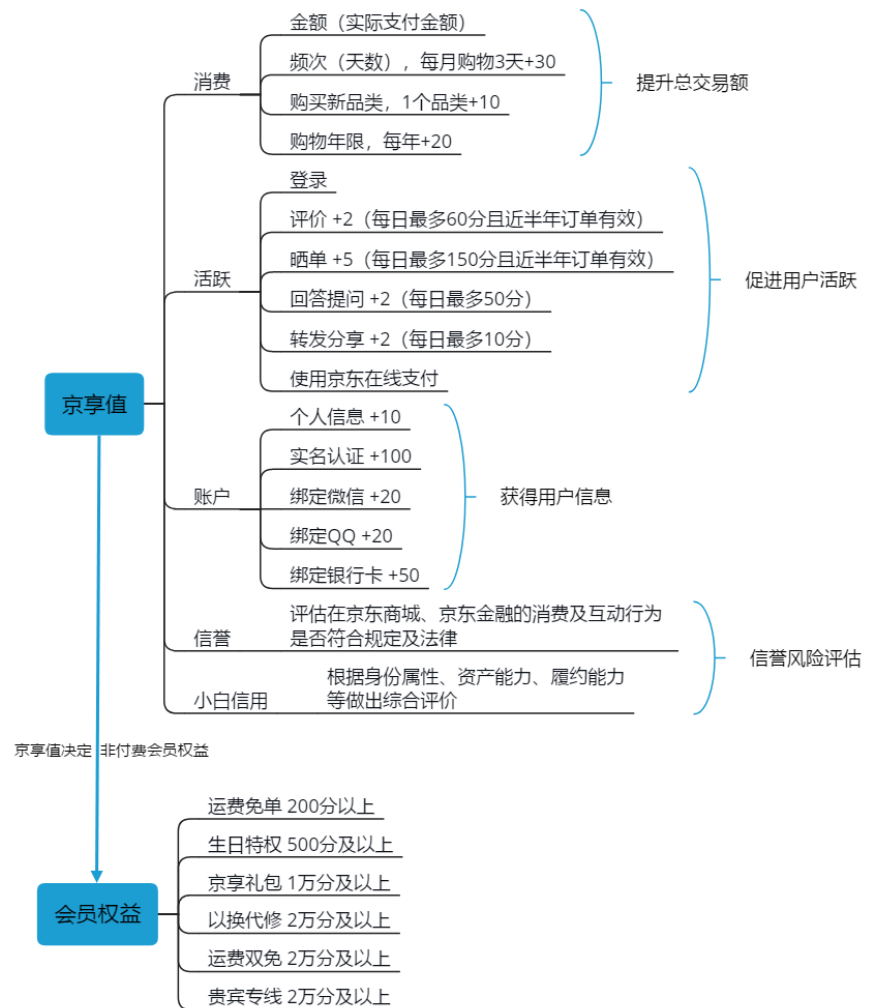 金额（实际支付金额）
频次（天数），每月购物3天+30
消费
提升总交易额
购买新品类，1个品类+10
购物年限，每年+20
登录
评价 +2（每日最多60分且近半年订单有效）
晒单 +5（每日最多150分且近半年订单有效）
活跃
促进用户活跃
回答提问 +2（每日最多50分）
转发分享 +2（每日最多10分）
使用京东在线支付
京享值
个人信息 +10
实名认证 +100
账户
绑定微信 +20
获得用户信息
绑定QQ +20
绑定银行卡 +50
信誉
评估在京东商城、京东金融的消费及互动行为
是否符合规定及法律
信誉风险评估
小白信用
根据身份属性、资产能力、履约能力
等做出综合评价
京享值决定 非付费会员权益
运费免单 200分以上
生日特权 500分及以上
京享礼包 1万分及以上
会员权益
以换代修 2万分及以上
运费双免 2万分及以上
贵宾专线 2万分及以上